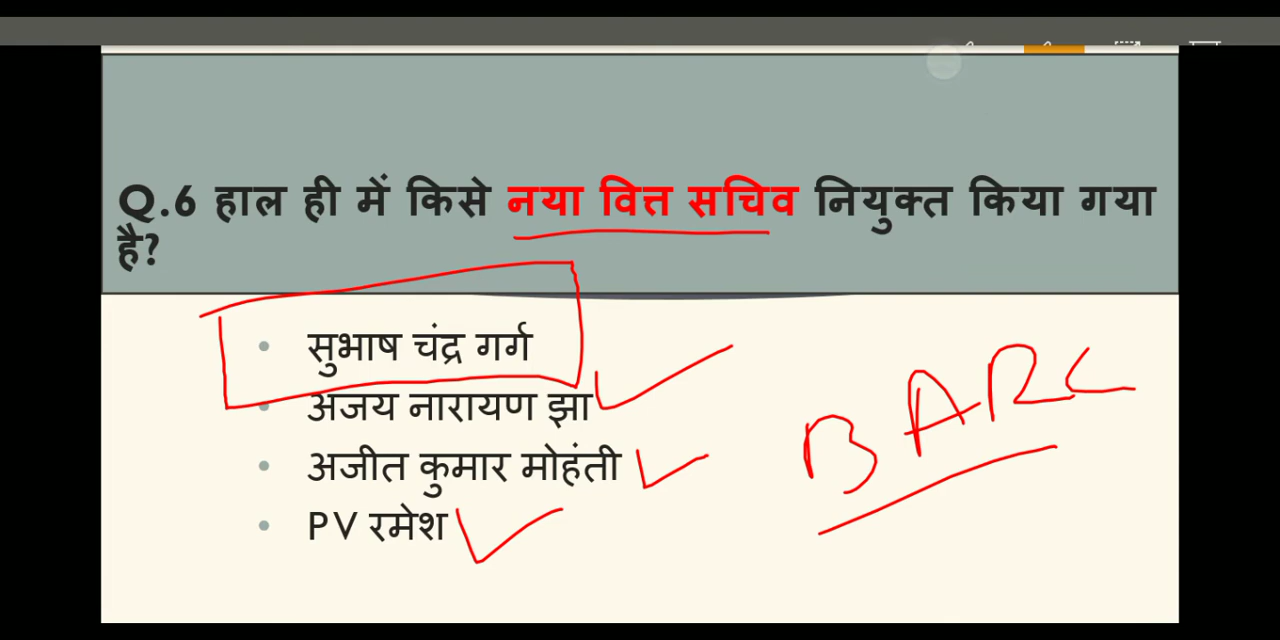 Q.6 हाल ही में किसे नया वित्त सचिव नियुक्त किया गया
है?
सुभाष चंद्र गर्ग
अजय नारायण झा
अजीत कुमार मोहंती
PV रमेश
BARC